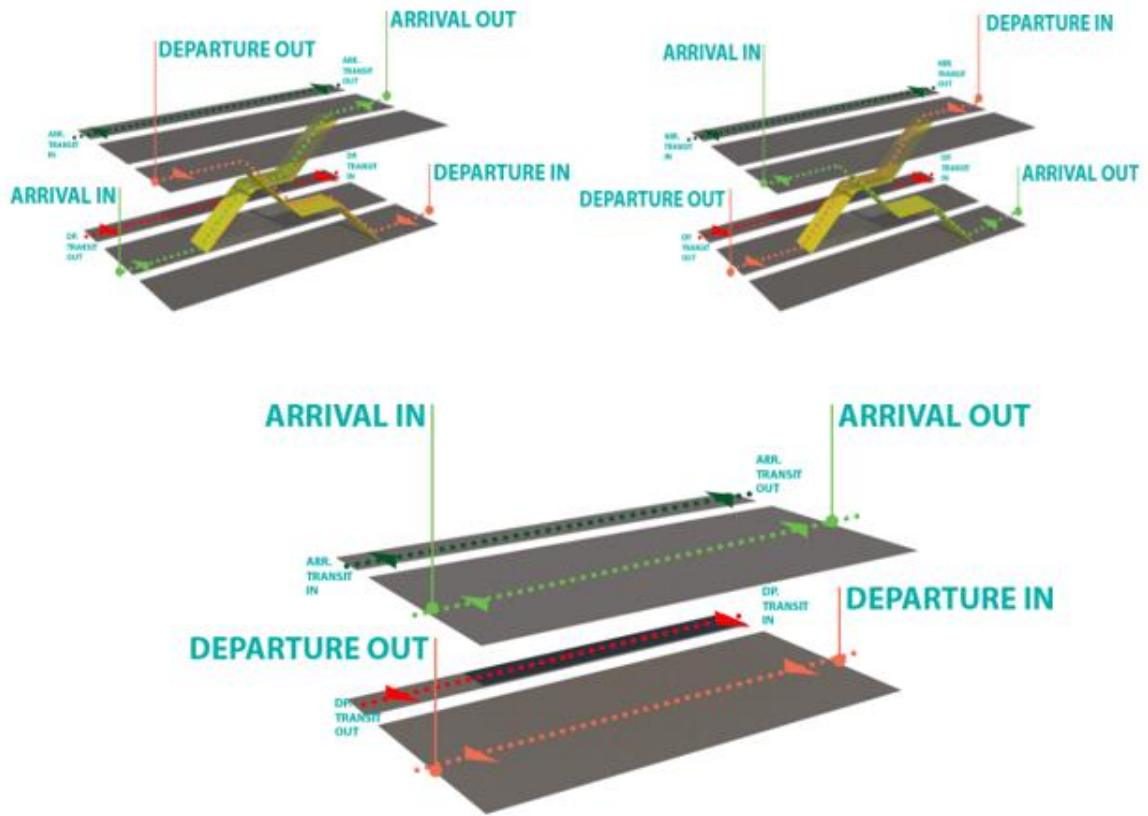 ARRIVAL OUT
DEPARTURE OUT
ARR.
TRANSIT
OUT
ARR.
TRANSIT
IN
DP.
TRANSIT
IN
DEPARTURE IN
ARRIVAL IN
DP.
TRANSIT
OUT
DEPARTURE IN
ARRIVAL IN
ARR.
TRANSIT
OUT
ARR.
TRANSIT
IN
DP.
TRANSIT
IN
ARRIVAL OUT
DEPARTURE OUT
DP.
TRANSIT
OUT
ARRIVAL IN
ARRIVAL OUT
ARR.
TRANSIT
OUT
ARR.
TRANSIT
IN
DP.
TRANSIT
IN
DEPARTURE IN
DEPARTURE OUT
DP.
TRANSIT
OUT